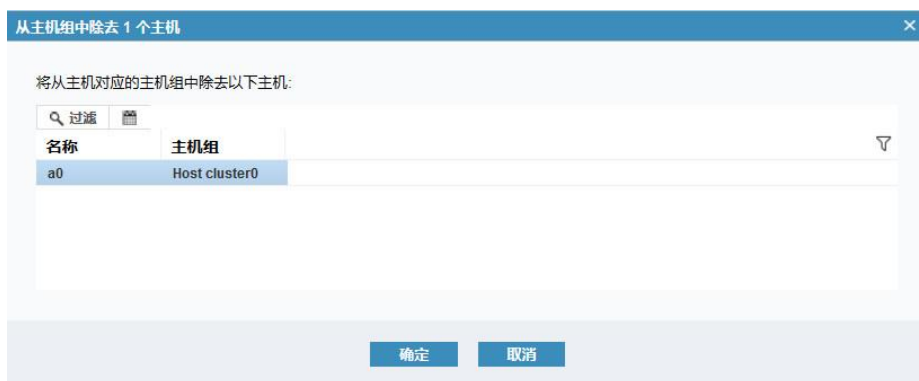 从主机组中除去 1 个主机
将从主机对应的主机组中除去以下主机:
过滤
名称 主机组
a0 Host cluster0
确定 取消